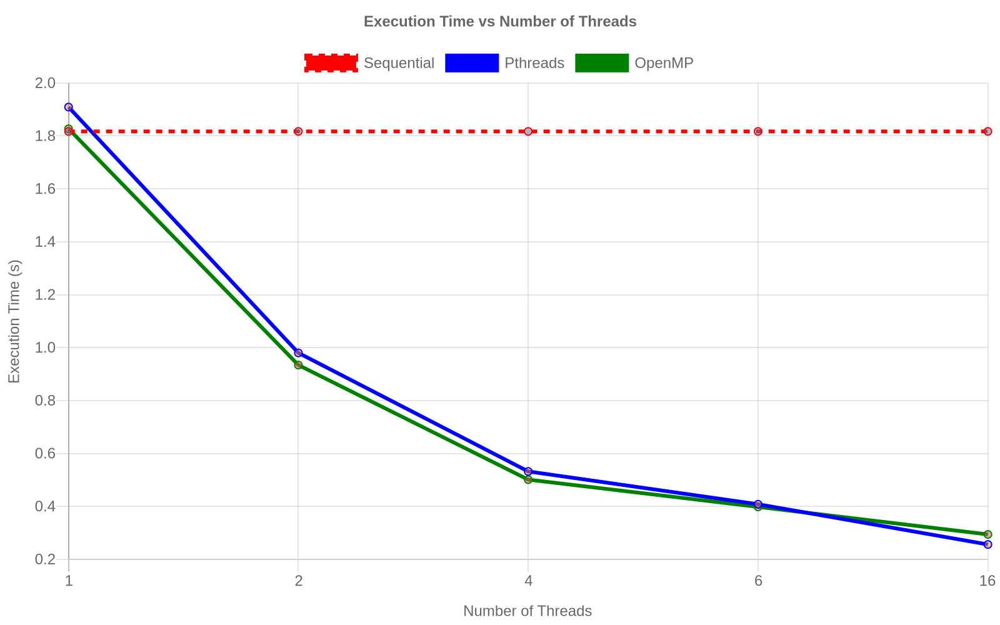 Execution Time vs Number of Threads
Sequential Pthreads OpenMP
2.0
1.8
1.6
1.4
1.2
1.0
0.8
0.6
0.4
0.2
Execution Time (s)
1 2 4 6 16
Number of Threads